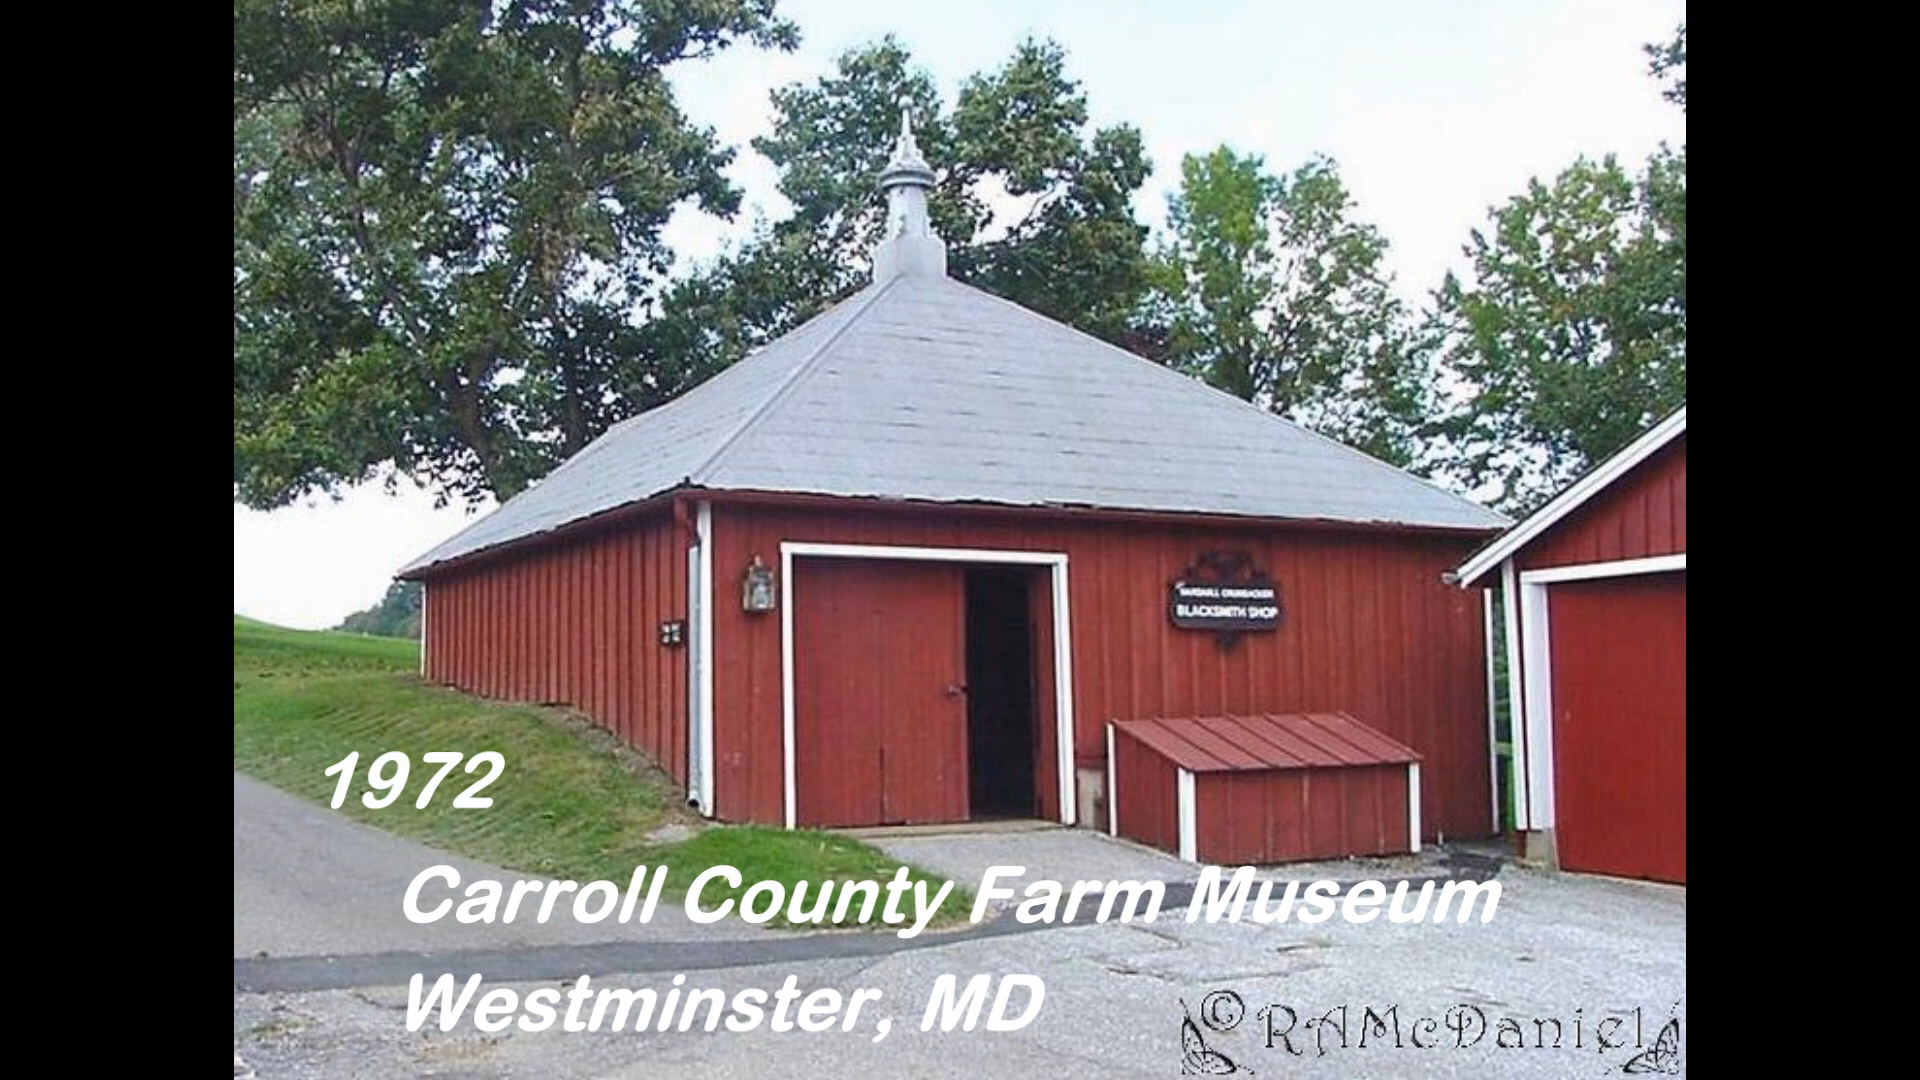 BLACKSMITH SHOP
1972
Carroll County Farm Museum
Westminster, MD
© RAMcDaniel